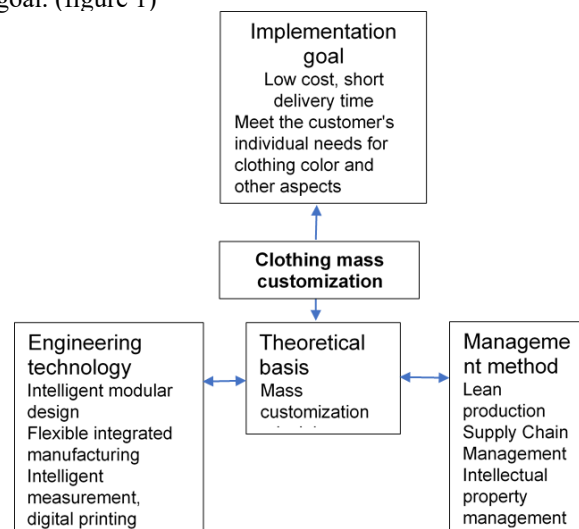 goal. (figure 1)
Implementation
goal
Low cost, short
delivery time
Meet the customer's
individual needs for
clothing color and
other aspects
Clothing mass
customization
Engineering
technology
Intelligent modular
design
Flexible integrated
manufacturing
Intelligent
measurement,
digital printing
Theoretical
basis
Mass
customization
Manageme
nt method
Lean
production
Supply Chain
Management
Intellectual
property
management